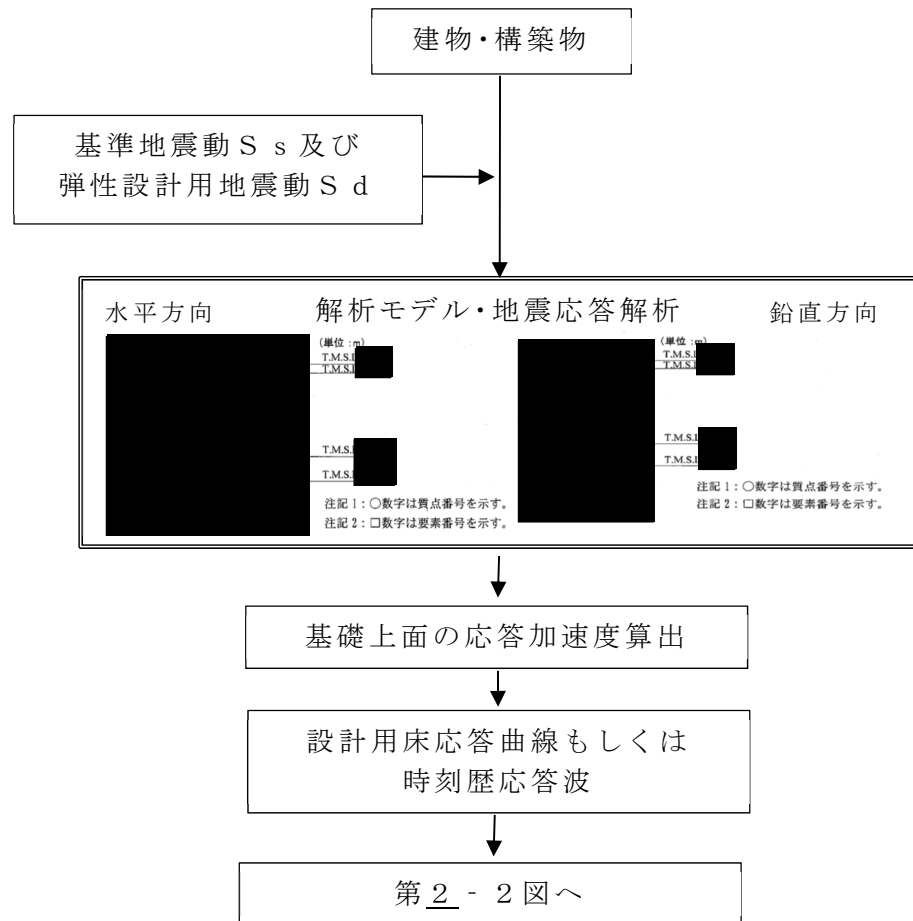 建物・構築物
基準地震動Ｓｓ及び
弾性設計用地震動Ｓｄ
水平方向
解析モデル・地震応答解析
鉛直方向
(単位:m)
T.M.S.L
T.M.S.L
T.M.S.L
T.M.S.L
注記1:○数字は質点番号を示す。
注記2:□数字は要素番号を示す。
(単位:m)
T.M.S.L
T.M.S.L
T.M.S.L
T.M.S.L
注記1:○数字は質点番号を示す。
注記2:□数字は要素番号を示す。
基礎上面の応答加速度算出
設計用床応答曲線もしくは
時刻歴応答波
第２-２図へ